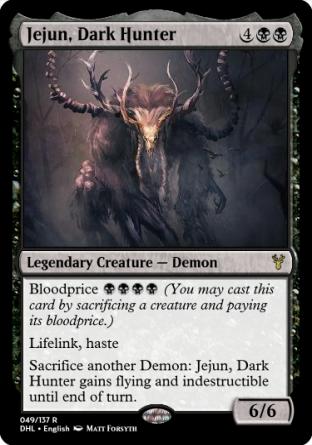 Jejun, Dark Hunter 4
Legendary Creature — Demon
Bloodprice (You may cast this
card by sacrificing a creature and paying
its bloodprice.)
Lifelink, haste
Sacrifice another Demon: Jejun, Dark
Hunter gains flying and indestructible
until end of turn.
6/6
049/137 R
DHL • English Matt Forsyth